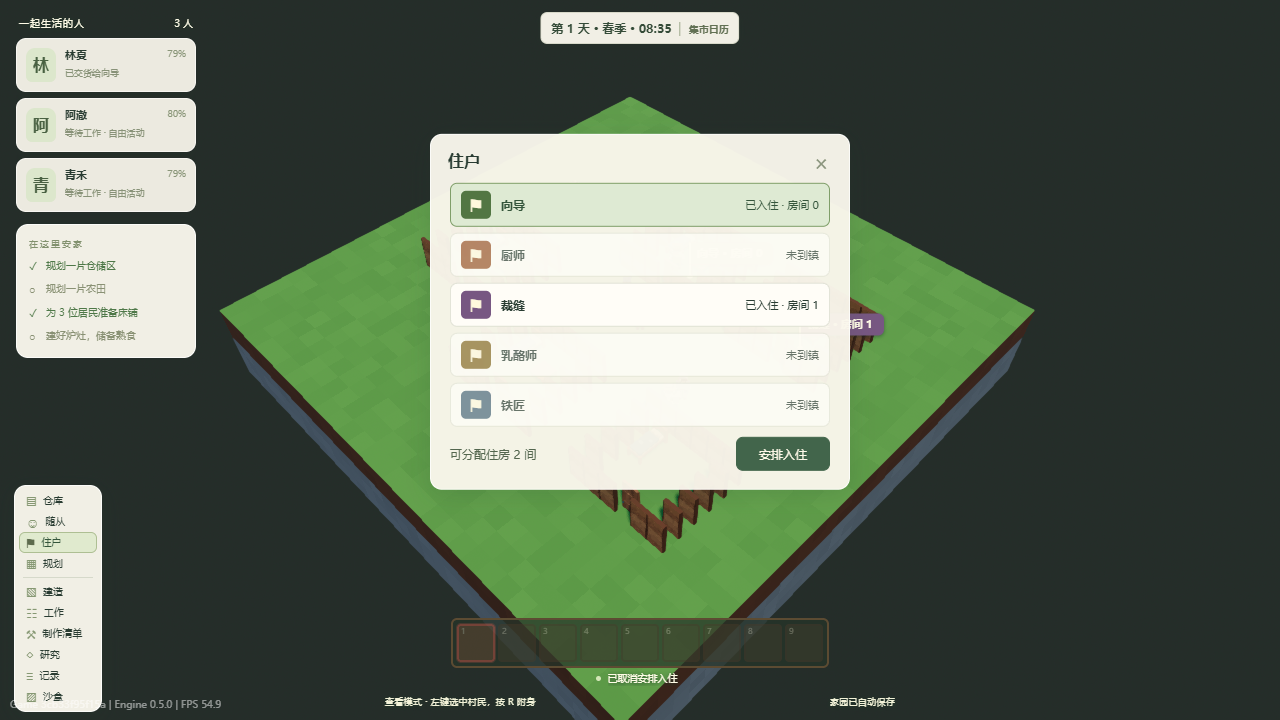 一起生活的人 3 人
林 林夏 79%
已交货给向导
阿 阿澈 80%
等待工作 · 自由活动
青 青禾 79%
等待工作 · 自由活动
在这里安家
✓ 规划一片仓储区
○ 规划一片农田
✓ 为 3 位居民准备床铺
○ 建好炉灶，储备熟食
第 1 天 • 春季 • 08:35 | 集市日历
住户 ×
向导 已入住 · 房间 0
厨师 未到镇
裁缝 已入住 · 房间 1
乳酪师 未到镇
铁匠 未到镇
可分配住房 2 间 安排入住
间 1
仓库
随从
住户
规划
建造
工作
制作清单
研究
记录
沙盒
| Engine 0.5.0 | FPS 54.9
1 2 3 4 5 6 7 8 9
已取消安排入住
查看模式 · 左键选中村民，按 R 附身
家园已自动保存